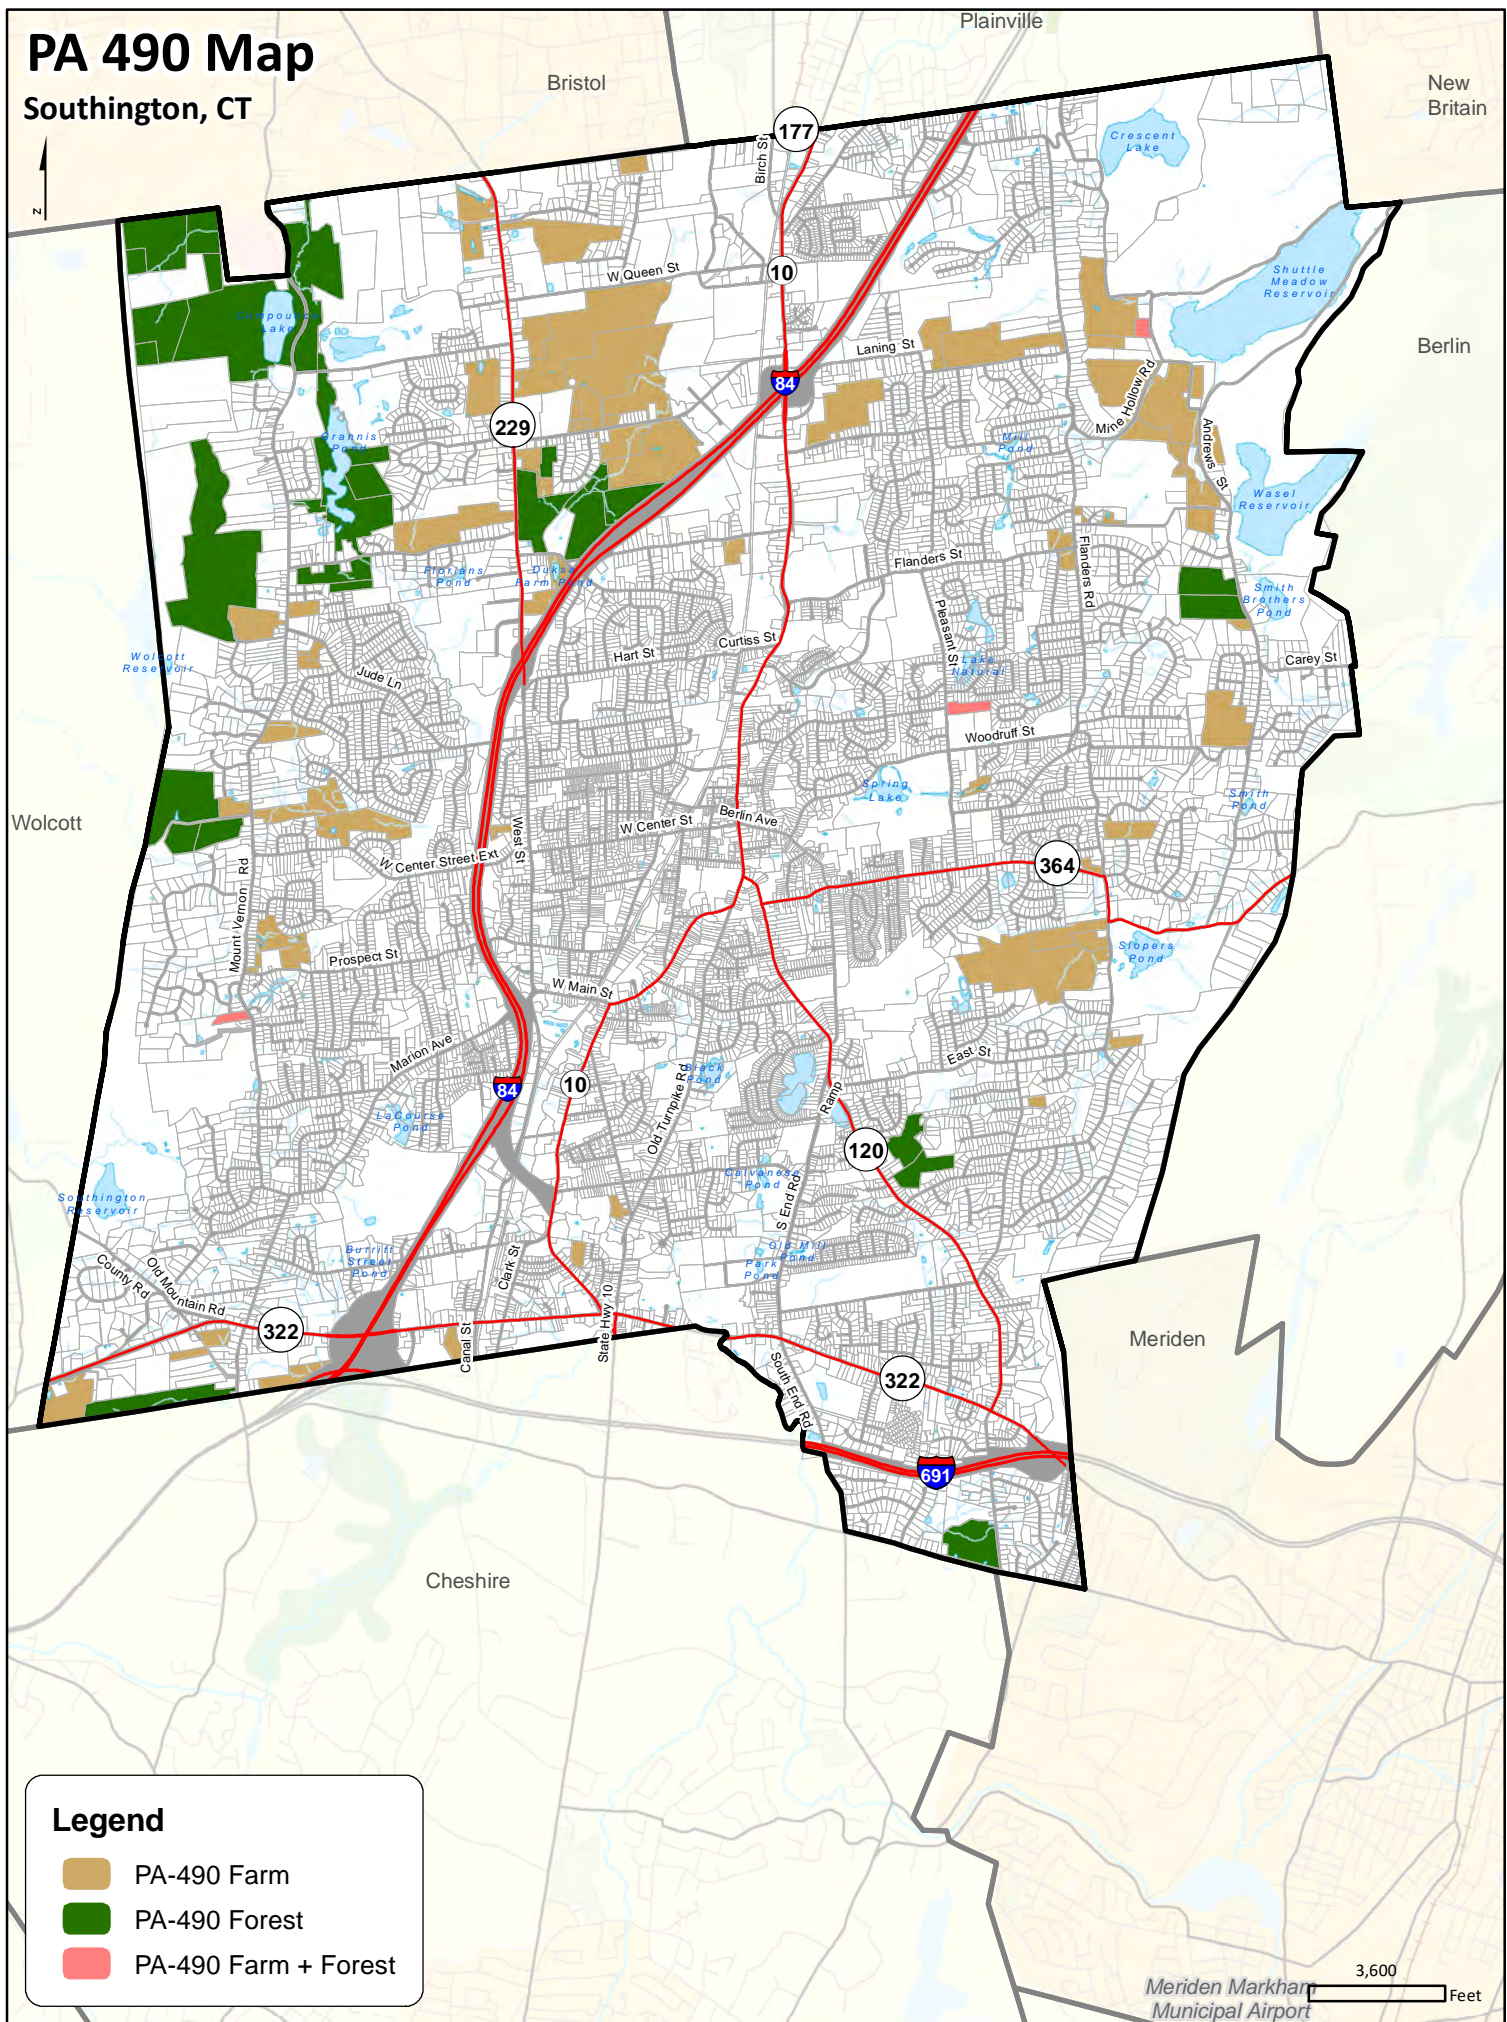 PA 490 Map
Southington, CT
z
Plainville
Bristol
New
Britain
177
Birch St
Crescent
Lake
W Queen St
10
Shuttle
Meadow
Reservoir
Compounce
Lake
Laning St
Berlin
84
229
Mine Hollow Rd
Grannis
Pond
Mill
Pond
Andrews St
Wasel
Reservoir
Flanders St
Flanders Rd
Florians
Pond
Duksa
Farm Pond
Smith
Brothers
Pond
Pleasant St
Curtiss St
Hart St
Wolcott
Reservoir
Lake
Natural
Carey St
Jude Ln
Woodruff St
Spring
Lake
Smith
Pond
Wolcott
Berlin Ave
W Center St
West St
W Center Street Ext
364
Mount Vernon Rd
Prospect St
Slopers
Pond
W Main St
Marion Ave
East St
Black
Pond
Old Turnpike Rd
Ramp
84
10
LaCourse
Pond
120
Calvanese
Pond
Southington
Reservoir
S End Rd
Old Mill
Pond
Park
Pond
Burritt
Street
Pond
Clark St
County Rd
Old Mountain Rd
322
Canal St
State Hwy 10
Meriden
South End Rd
322
691
Cheshire
Legend
PA-490 Farm
PA-490 Forest
PA-490 Farm + Forest
3,600
Feet
Meriden Markham
Municipal Airport